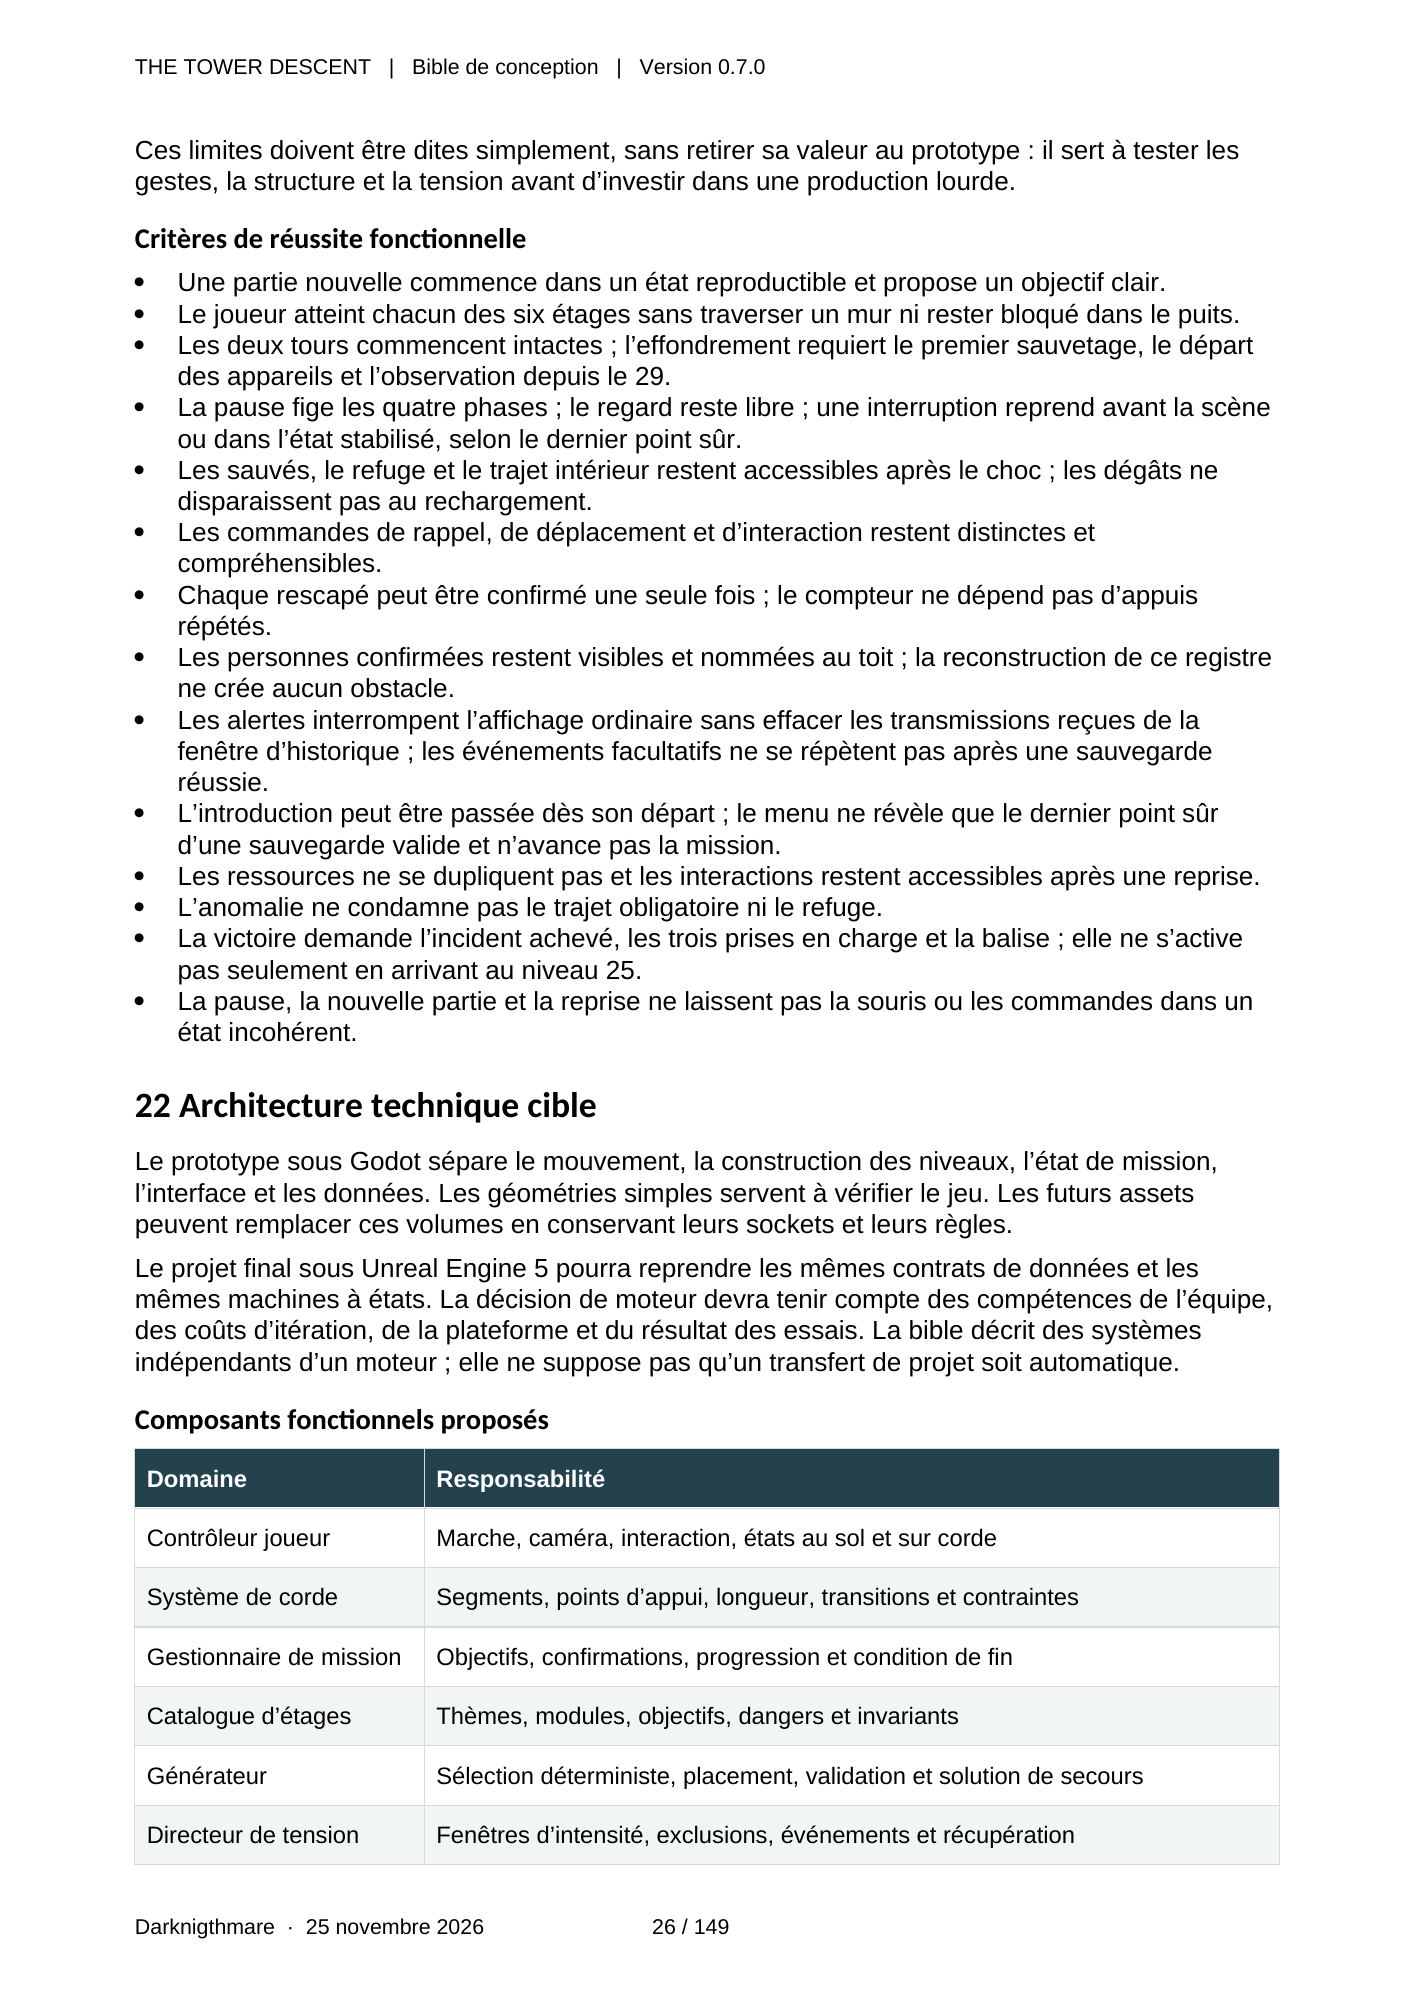 THE TOWER DESCENT | Bible de conception | Version 0.7.0
Ces limites doivent être dites simplement, sans retirer sa valeur au prototype : il sert à tester les
gestes, la structure et la tension avant d’investir dans une production lourde.
Critères de réussite fonctionnelle
• Une partie nouvelle commence dans un état reproductible et propose un objectif clair.
• Le joueur atteint chacun des six étages sans traverser un mur ni rester bloqué dans le puits.
• Les deux tours commencent intactes ; l’effondrement requiert le premier sauvetage, le départ
des appareils et l’observation depuis le 29.
• La pause fige les quatre phases ; le regard reste libre ; une interruption reprend avant la scène
ou dans l’état stabilisé, selon le dernier point sûr.
• Les sauvés, le refuge et le trajet intérieur restent accessibles après le choc ; les dégâts ne
disparaissent pas au rechargement.
• Les commandes de rappel, de déplacement et d’interaction restent distinctes et
compréhensibles.
• Chaque rescapé peut être confirmé une seule fois ; le compteur ne dépend pas d’appuis
répétés.
• Les personnes confirmées restent visibles et nommées au toit ; la reconstruction de ce registre
ne crée aucun obstacle.
• Les alertes interrompent l’affichage ordinaire sans effacer les transmissions reçues de la
fenêtre d’historique ; les événements facultatifs ne se répètent pas après une sauvegarde
réussie.
• L’introduction peut être passée dès son départ ; le menu ne révèle que le dernier point sûr
d’une sauvegarde valide et n’avance pas la mission.
• Les ressources ne se dupliquent pas et les interactions restent accessibles après une reprise.
• L’anomalie ne condamne pas le trajet obligatoire ni le refuge.
• La victoire demande l’incident achevé, les trois prises en charge et la balise ; elle ne s’active
pas seulement en arrivant au niveau 25.
• La pause, la nouvelle partie et la reprise ne laissent pas la souris ou les commandes dans un
état incohérent.
22 Architecture technique cible
Le prototype sous Godot sépare le mouvement, la construction des niveaux, l’état de mission,
l’interface et les données. Les géométries simples servent à vérifier le jeu. Les futurs assets
peuvent remplacer ces volumes en conservant leurs sockets et leurs règles.
Le projet final sous Unreal Engine 5 pourra reprendre les mêmes contrats de données et les
mêmes machines à états. La décision de moteur devra tenir compte des compétences de l’équipe,
des coûts d’itération, de la plateforme et du résultat des essais. La bible décrit des systèmes
indépendants d’un moteur ; elle ne suppose pas qu’un transfert de projet soit automatique.
Composants fonctionnels proposés
Domaine Responsabilité
Contrôleur joueur Marche, caméra, interaction, états au sol et sur corde
Système de corde Segments, points d’appui, longueur, transitions et contraintes
Gestionnaire de mission Objectifs, confirmations, progression et condition de fin
Catalogue d’étages Thèmes, modules, objectifs, dangers et invariants
Générateur Sélection déterministe, placement, validation et solution de secours
Directeur de tension Fenêtres d’intensité, exclusions, événements et récupération
Darknigthmare · 25 novembre 2026 26 / 149